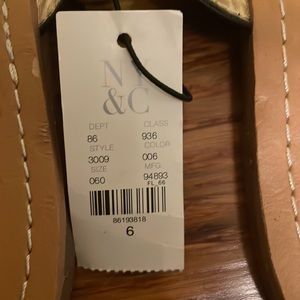 NY
&C
DEPT CLASS
86 936
STYLE COLOR
3009 006
SIZE MFG
060 94893
FL_66
86193818
6